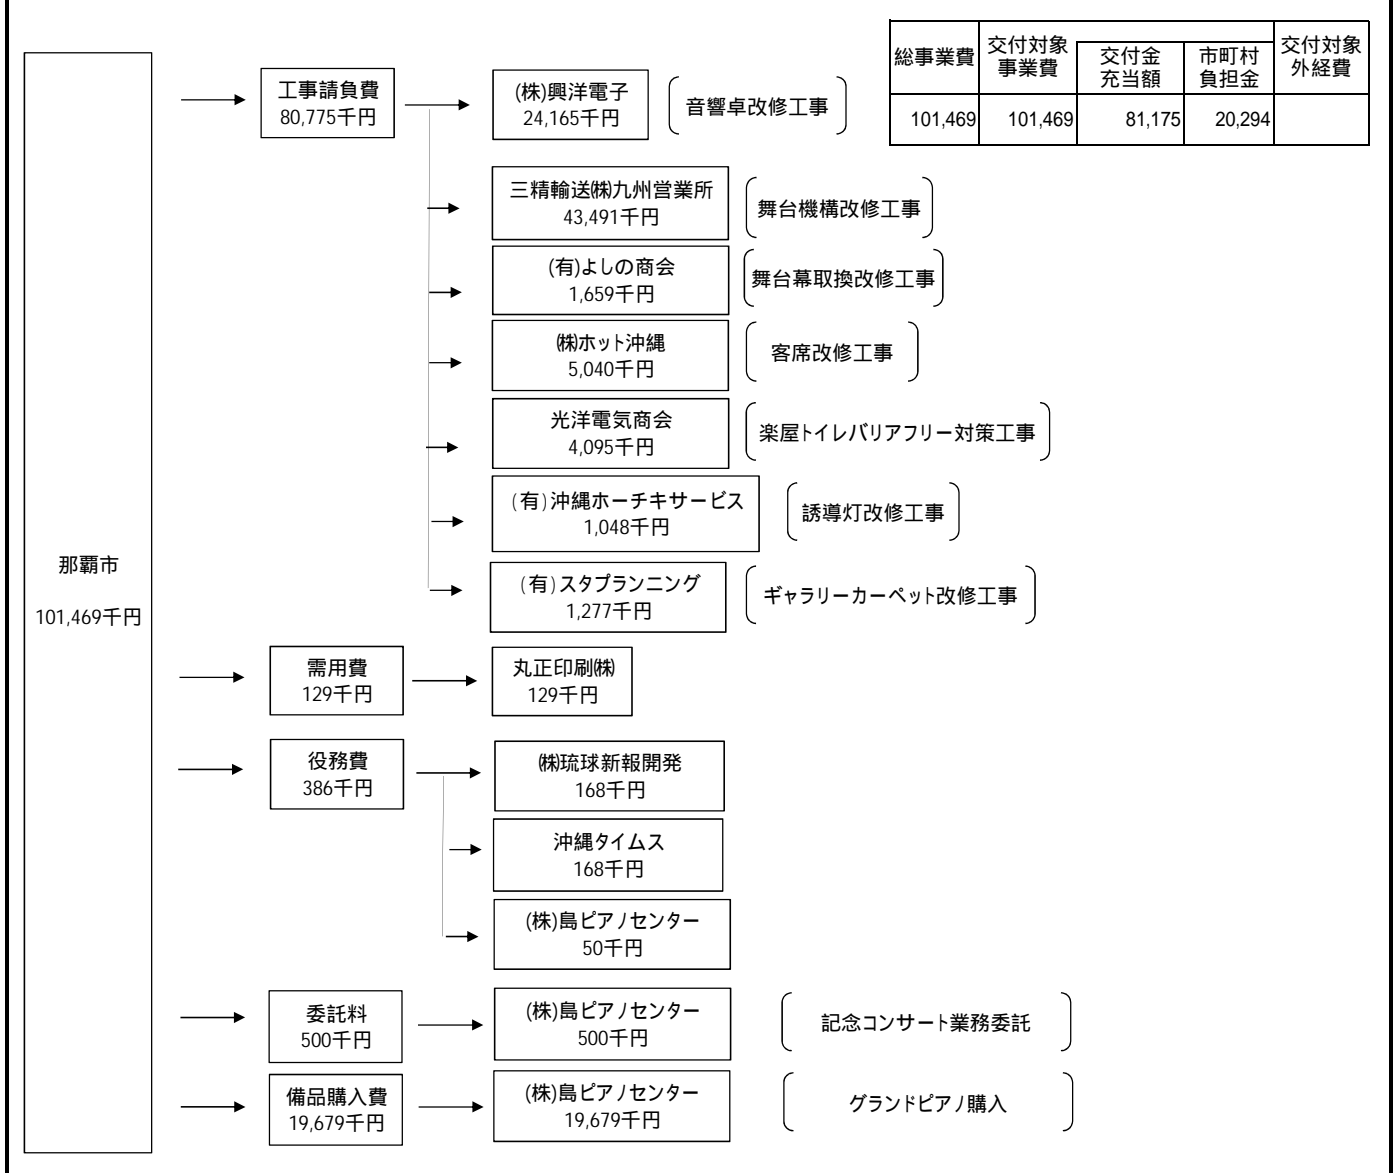 総事業費
交付対象
事業費
交付金
充当額
市町村
負担金
交付対象
外経費
101,469
101,469
81,175
20,294
那覇市
101,469千円
工事請負費
80,775千円
(株)興洋電子
24,165千円
音響卓改修工事
三精輸送㈱九州営業所
43,491千円
舞台機構改修工事
(有)よしの商会
1,659千円
舞台幕取換改修工事
㈱ホット沖縄
5,040千円
客席改修工事
光洋電気商会
4,095千円
楽屋トイレバリアフリー対策工事
(有)沖縄ホーチキサービス
1,048千円
誘導灯改修工事
(有)スタプランニング
1,277千円
ギャラリーカーペット改修工事
需用費
129千円
丸正印刷㈱
129千円
役務費
386千円
㈱琉球新報開発
168千円
沖縄タイムス
168千円
(株)島ピアノセンター
50千円
委託料
500千円
(株)島ピアノセンター
500千円
記念コンサート業務委託
備品購入費
19,679千円
(株)島ピアノセンター
19,679千円
グランドピアノ購入